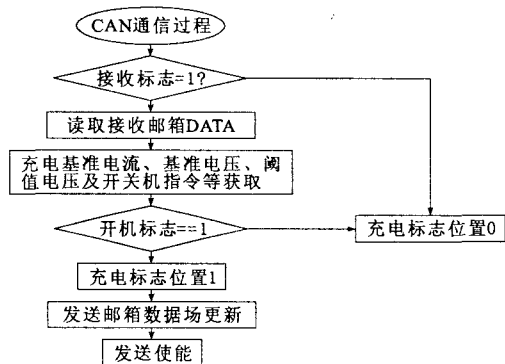 CAN通信过程
接收标志=1?
读取接收邮箱DATA
充电基准电流、基准电压、阈
值电压及开关机指令等获取
开机标志==1
充电标志位置0
充电标志位置1
发送邮箱数据场更新
发送使能